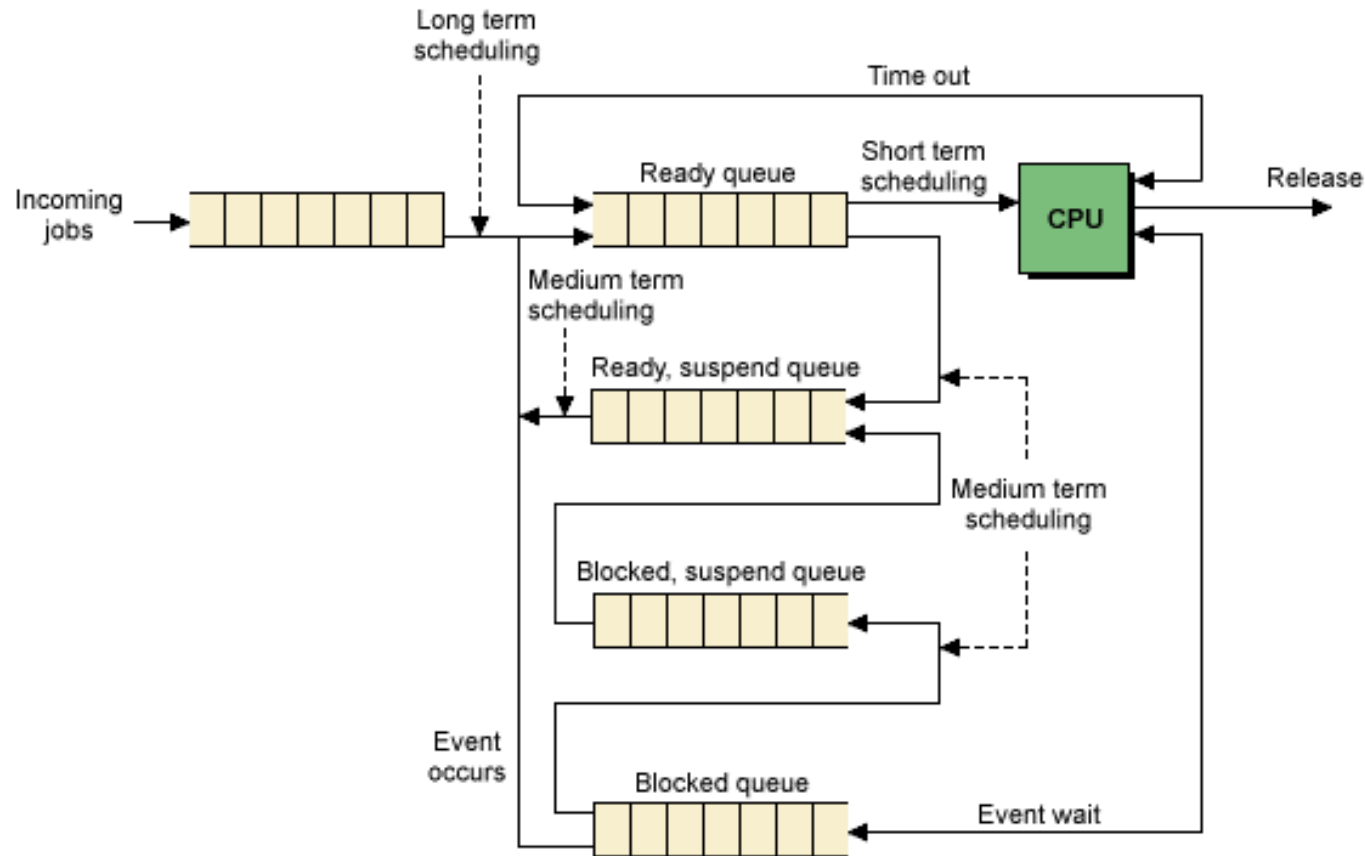 Long term
scheduling
Time out
Short term
scheduling
Ready queue
Release
Incoming
jobs
CPU
Medium term
scheduling
Ready, suspend queue
Medium term
scheduling
Blocked, suspend queue
Event
occurs
Blocked queue
Event wait